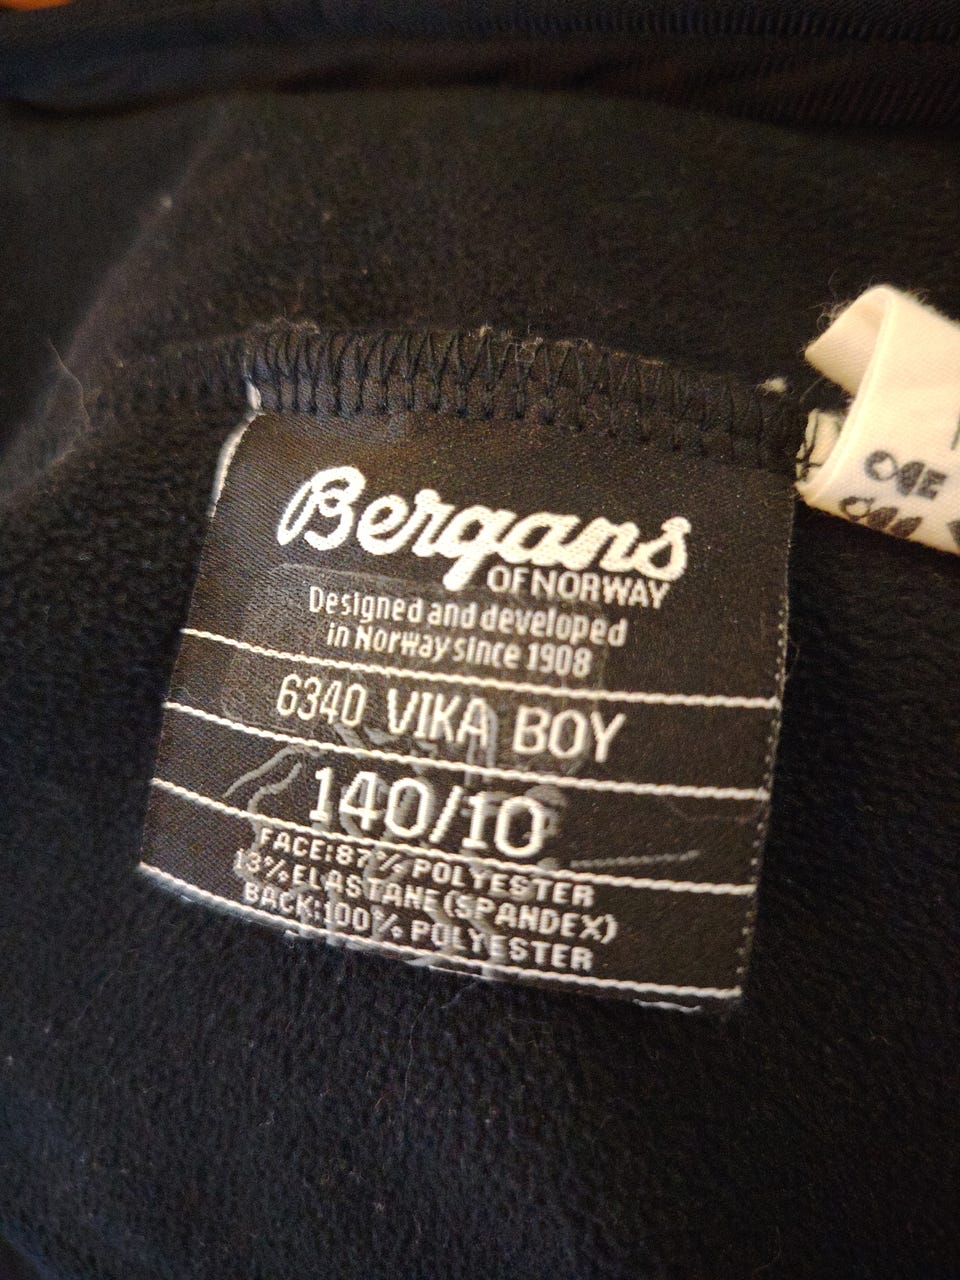 Bergans
OF NORWAY
Designed and developed
in Norway since 1908
6340 VIKA BOY
140/10
FACE:87% POLYESTER
13% ELASTANE (SPANDEX)
BACK:100% POLYESTER